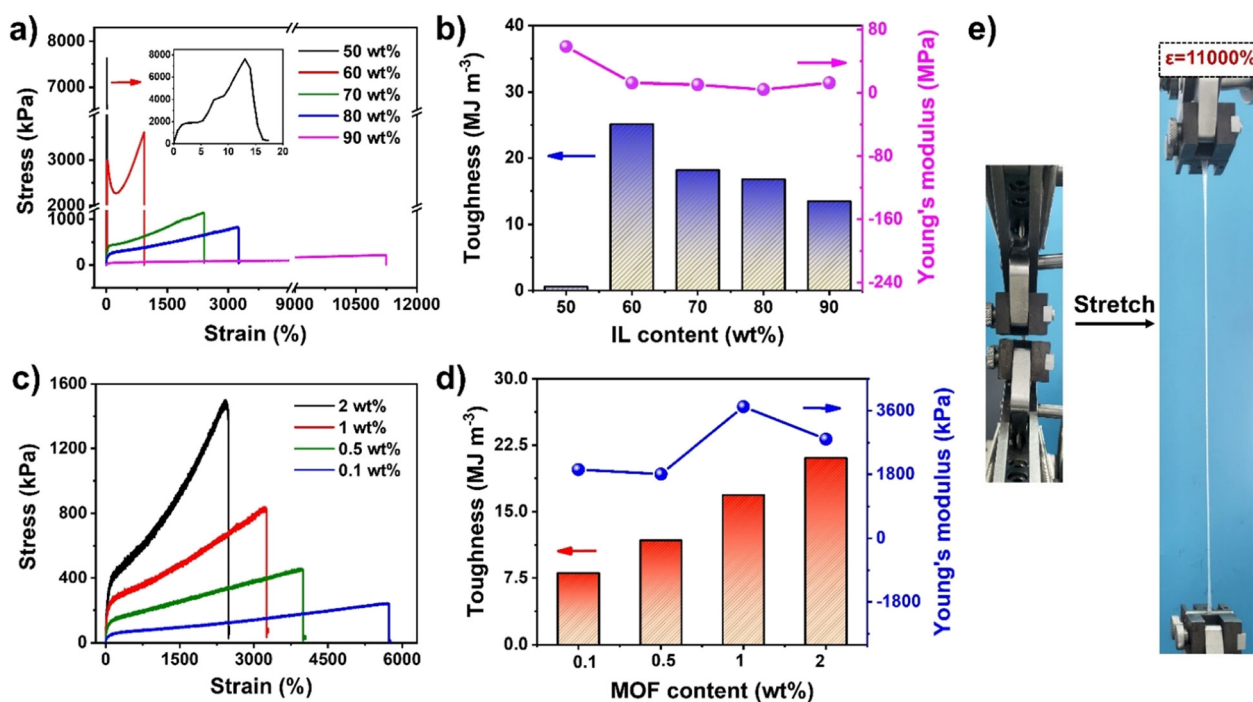 a)
8000
7000
3000
2000
1000
0
Stress (kPa)
50 wt%
60 wt%
70 wt%
80 wt%
90 wt%
8000
6000
4000
2000
0
0 5 10 15 20
0 3000 9000 12000
Strain (%)
b)
40
30
20
10
0
Toughness (MJ m⁻³)
80
0
-80
-160
-240
Young's modulus (MPa)
50 60 70 80 90
IL content (wt%)
c)
1600
1200
800
400
0
Stress (kPa)
2 wt%
1 wt%
0.5 wt%
0.1 wt%
0 1500 3000 4500 6000
Strain (%)
d)
30.0
22.5
15.0
7.5
0.0
Toughness (MJ m⁻³)
3600
1800
0
-1800
Young's modulus (kPa)
0.1 0.5 1 2
MOF content (wt%)
e)
Stretch
ε=11000%